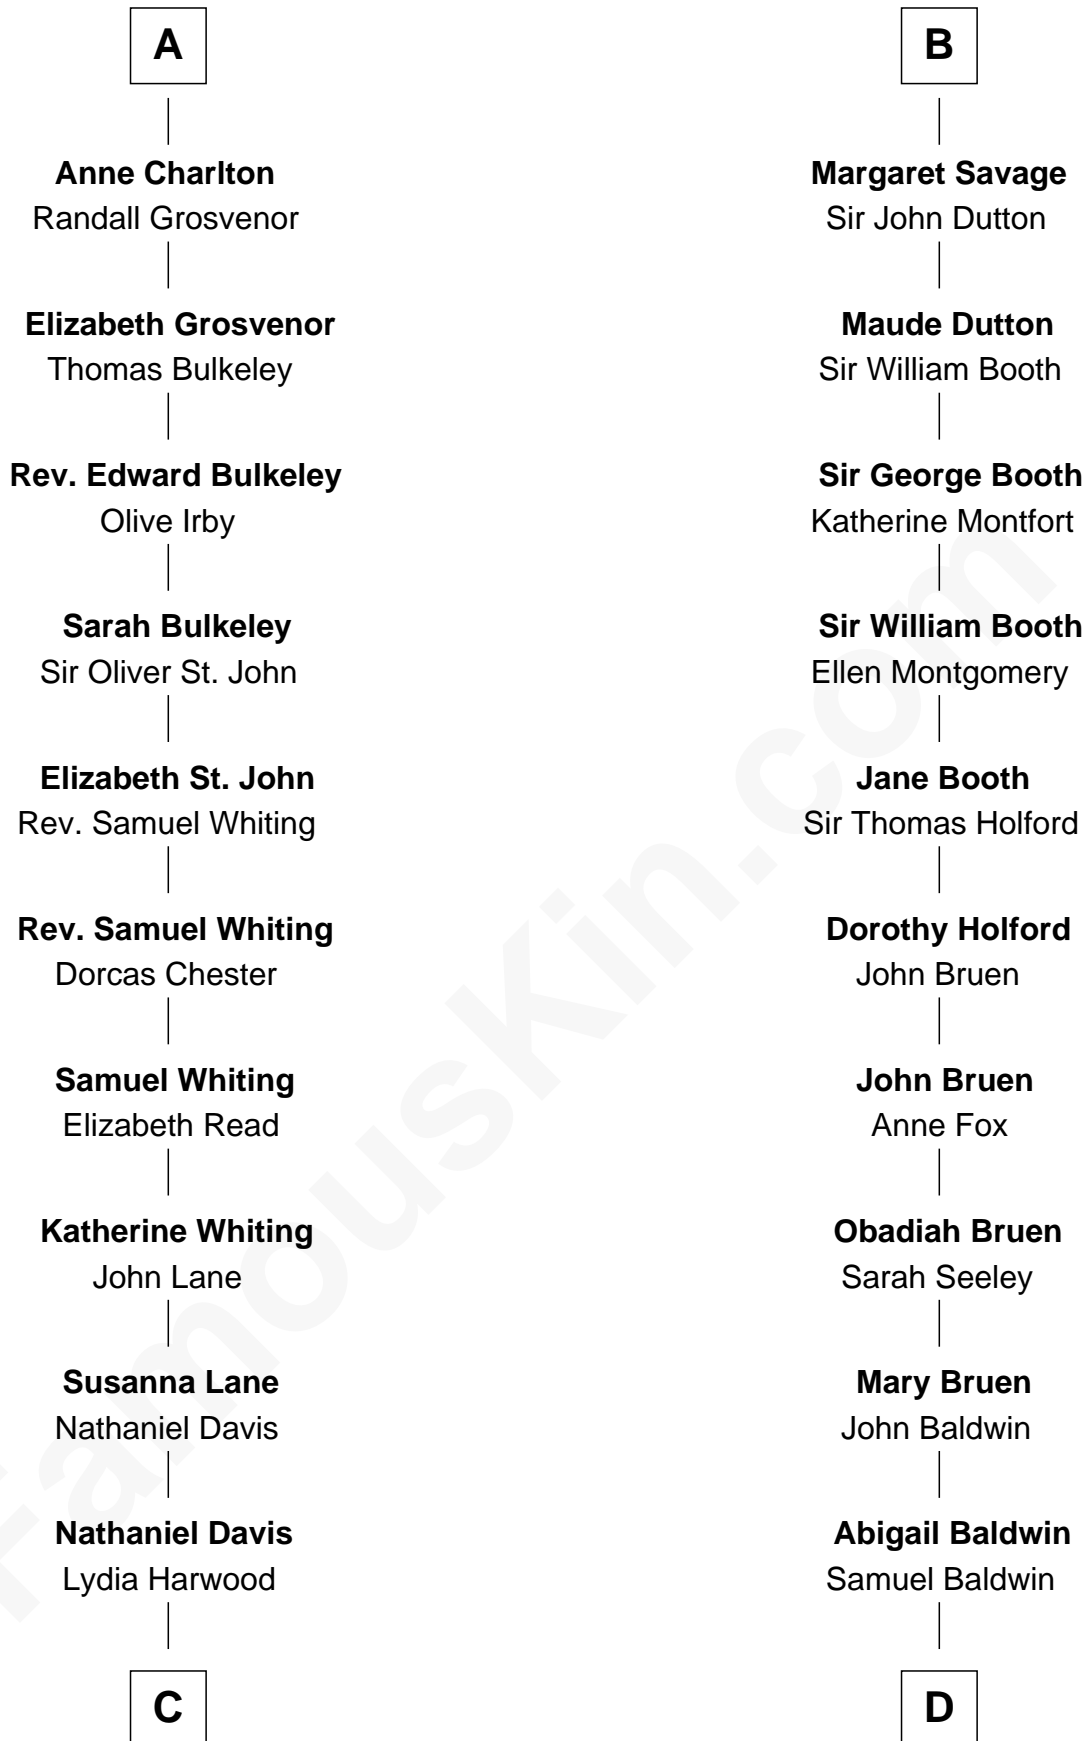 A
Anne Charlton
Randall Grosvenor
Elizabeth Grosvenor
Thomas Bulkeley
Rev. Edward Bulkeley
Olive Irby
Sarah Bulkeley
Sir Oliver St. John
Elizabeth St. John
Rev. Samuel Whiting
Rev. Samuel Whiting
Dorcas Chester
Samuel Whiting
Elizabeth Read
Katherine Whiting
John Lane
Susanna Lane
Nathaniel Davis
Nathaniel Davis
Lydia Harwood
C
B
Margaret Savage
Sir John Dutton
Maude Dutton
Sir William Booth
Sir George Booth
Katherine Montfort
Sir William Booth
Ellen Montgomery
Jane Booth
Sir Thomas Holford
Dorothy Holford
John Bruen
John Bruen
Anne Fox
Obadiah Bruen
Sarah Seeley
Mary Bruen
John Baldwin
Abigail Baldwin
Samuel Baldwin
D
FamousKin.com